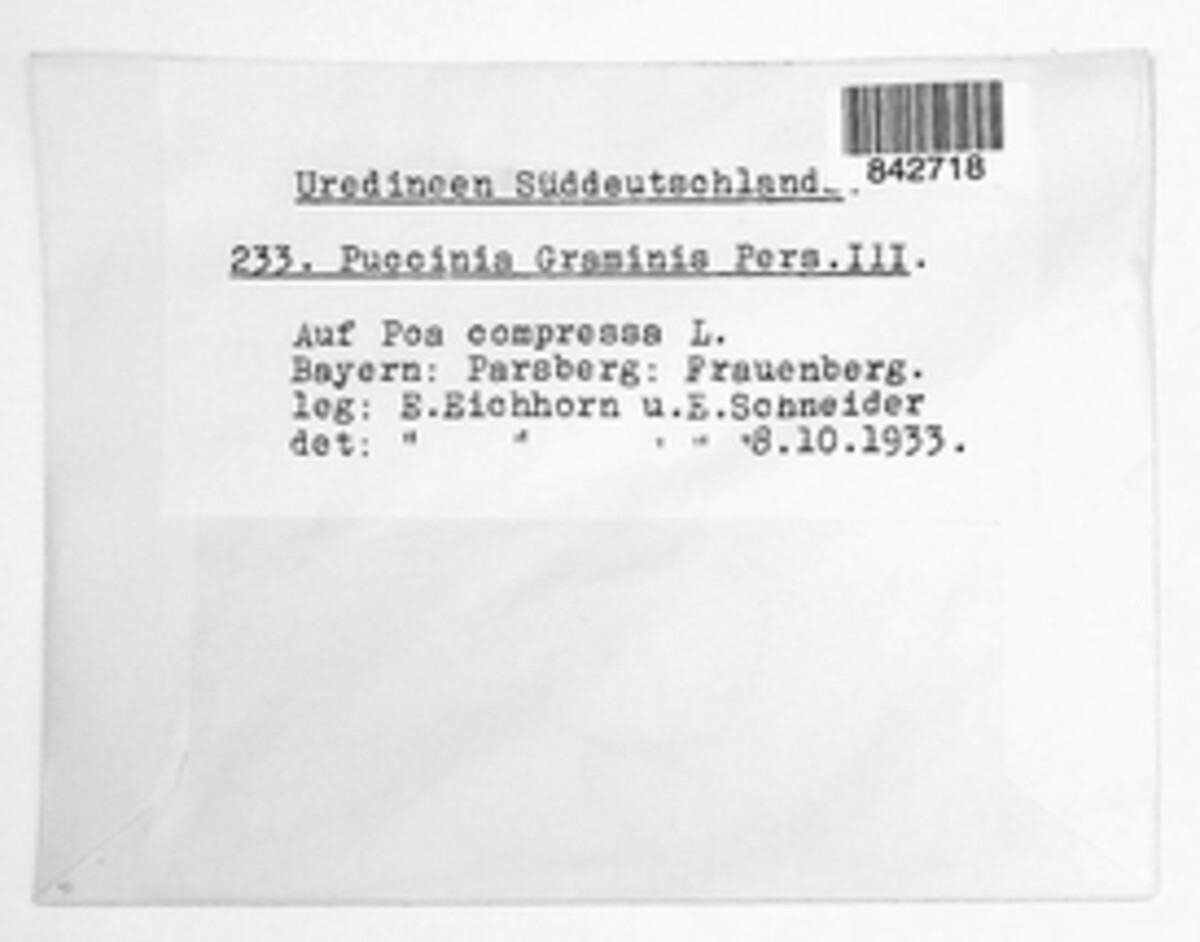 842718
Uredineen Süddeutschland.
233. Puccinia Graminis Pers.III.
Auf Poa compressa L.
Bayern: Parsberg: Frauenberg.
leg: E.Eichhorn u.E.Schneider
det: " " " " "8.10.1933.